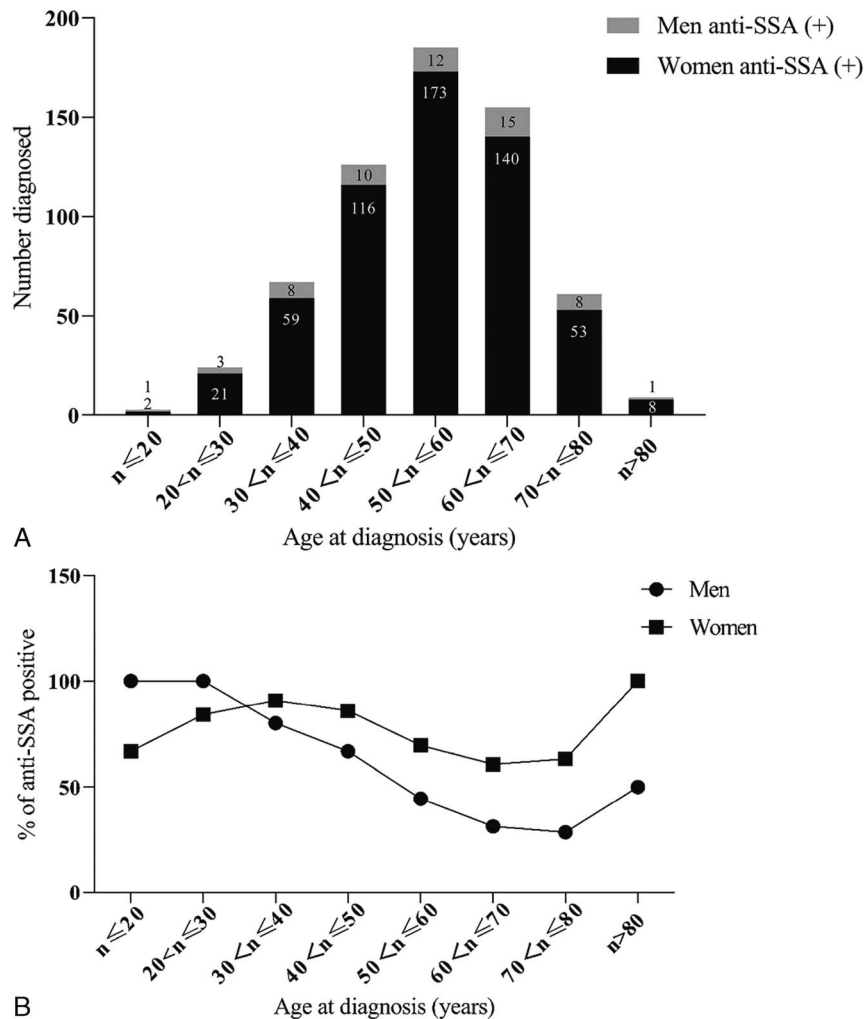 Men anti-SSA (+)
Women anti-SSA (+)
Number diagnosed
200
150
100
50
0
1
2
3
21
8
59
10
116
12
173
15
140
8
53
1
8
n≦20
20<n≦30
30<n≦40
40<n≦50
50<n≦60
60<n≦70
70<n≦80
n>80
A
Age at diagnosis (years)
Men
Women
% of anti-SSA positive
150
100
50
0
n≦20
20<n≦30
30<n≦40
40<n≦50
50<n≦60
60<n≦70
70<n≦80
n>80
B
Age at diagnosis (years)